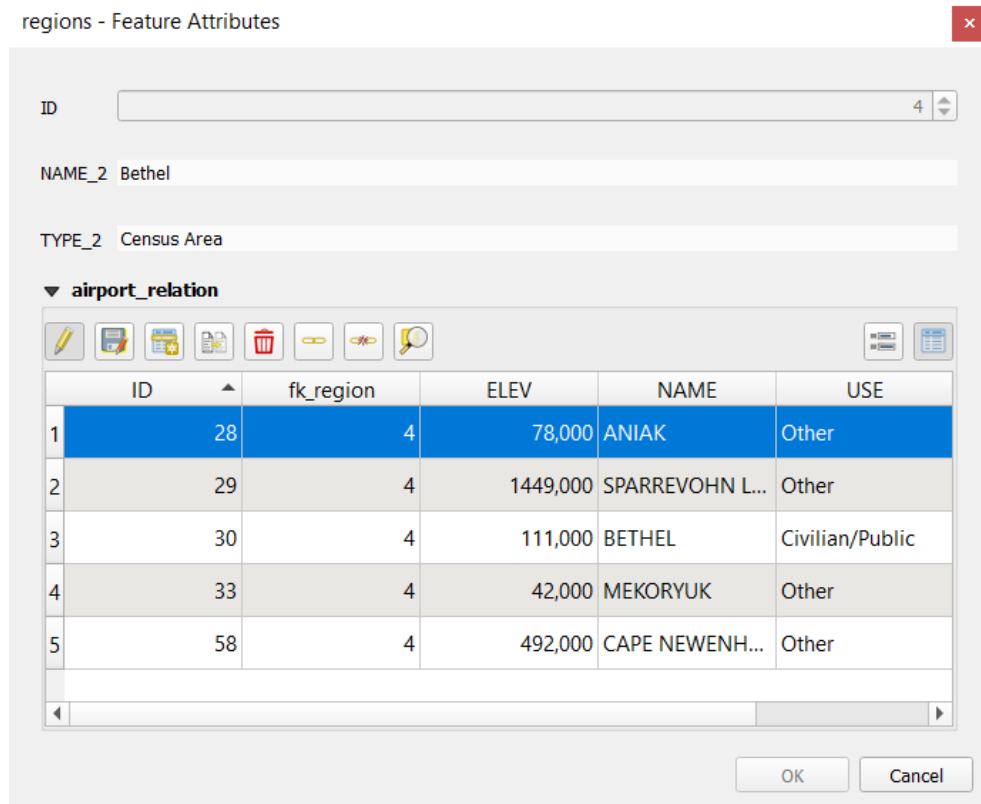 regions - Feature Attributes
ID 4
NAME_2 Bethel
TYPE_2 Census Area
airport_relation
ID fk_region ELEV NAME USE
1 28 4 78,000 ANIAK Other
2 29 4 1449,000 SPARREVOHN L... Other
3 30 4 111,000 BETHEL Civilian/Public
4 33 4 42,000 MEKORYUK Other
5 58 4 492,000 CAPE NEWENH... Other
OK Cancel